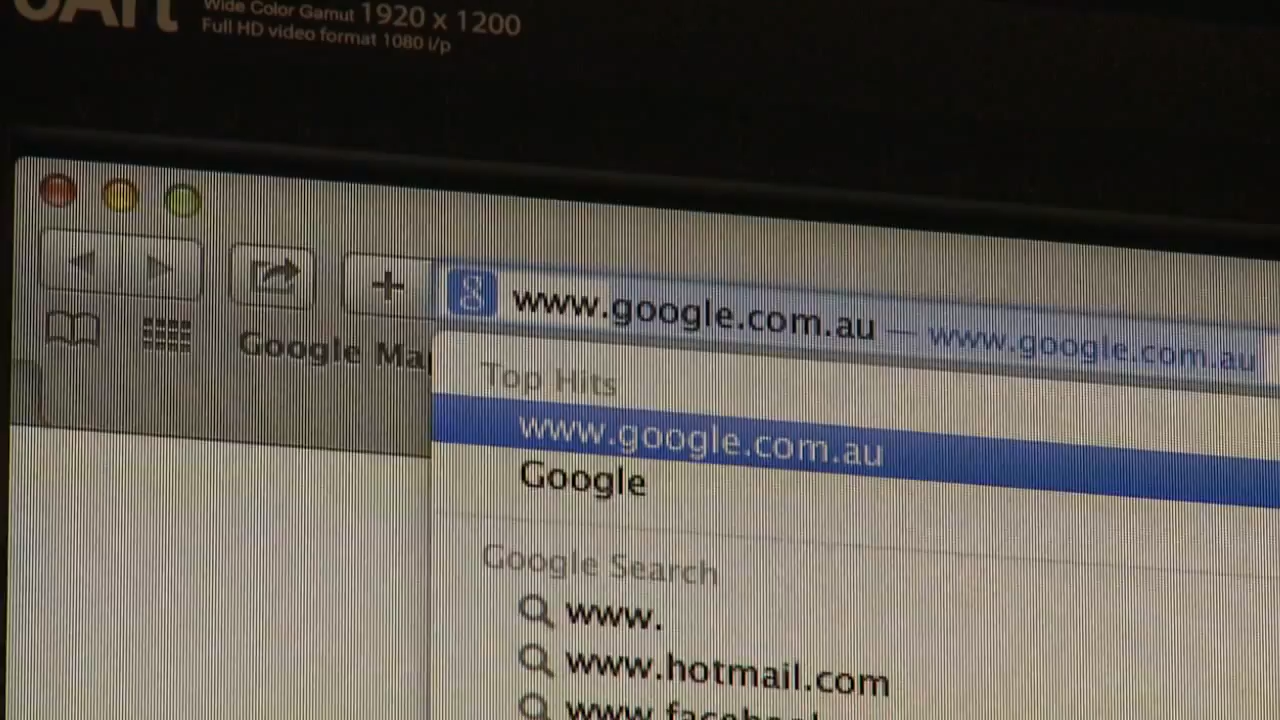 Wide Color Gamut 1920 x 1200
Full HD video format 1080 i/p
www.google.com.au — www.google.com.au
Google Ma
Top Hits
www.google.com.au
Google
Google Search
www.
www.hotmail.com